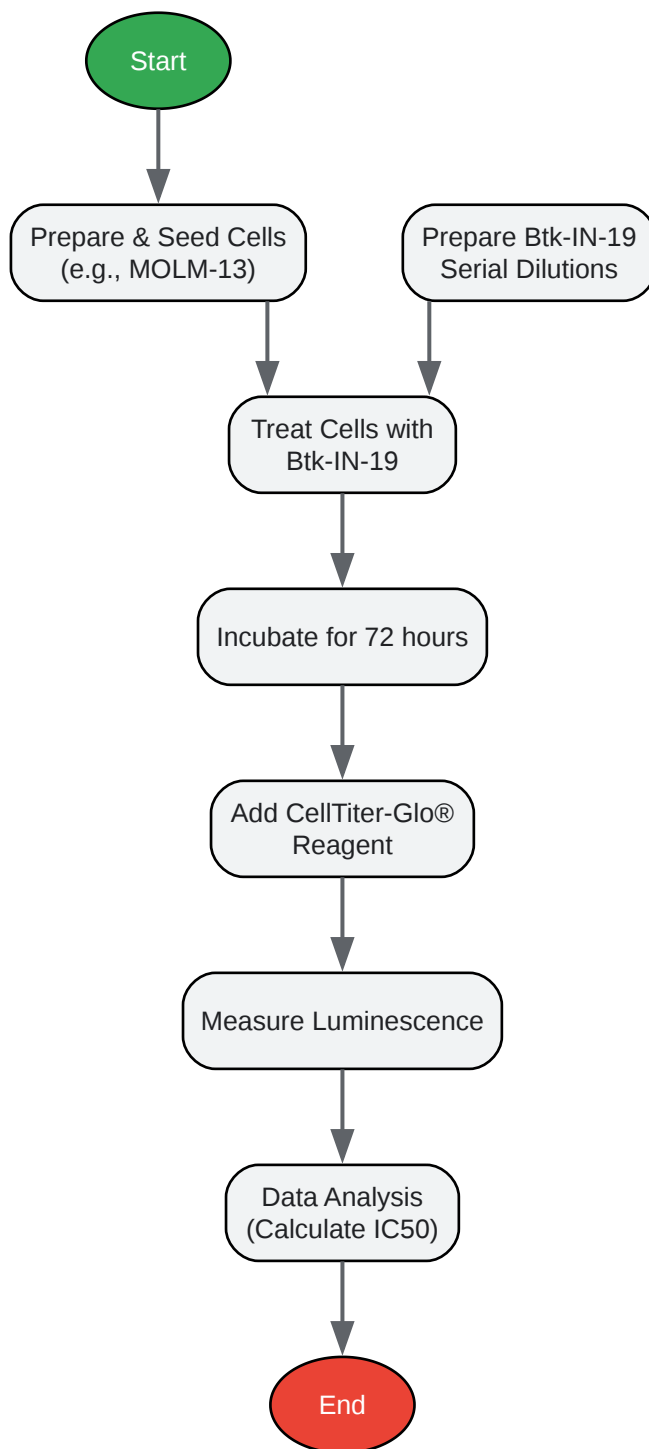 Start
Prepare & Seed Cells
(e.g., MOLM-13)
Prepare Btk-IN-19
Serial Dilutions
Treat Cells with
Btk-IN-19
Incubate for 72 hours
Add CellTiter-Glo®
Reagent
Measure Luminescence
Data Analysis
(Calculate IC50)
End